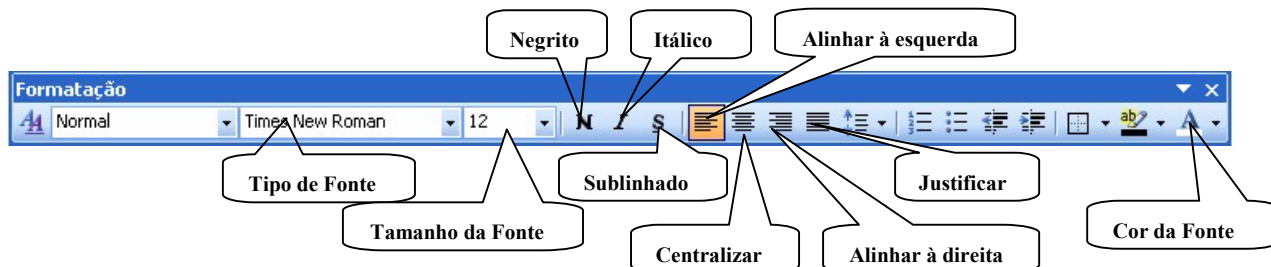 Negrito Itálico Alinhar à esquerda
Formatação
Normal Times New Roman 12 N I S
Tipo de Fonte Sublinhado Justificar
Tamanho da Fonte Cor da Fonte
Centralizar Alinhar à direita